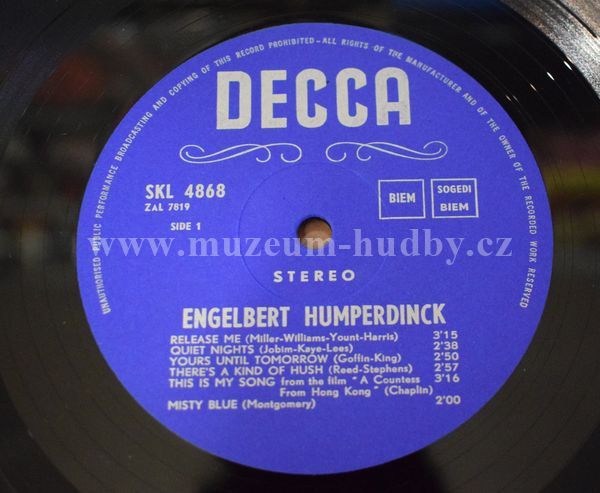 UNAUTHORISED PUBLIC PERFORMANCE BROADCASTING AND COPYING OF THIS RECORD PROHIBITED – ALL RIGHTS OF THE MANUFACTURER AND OF THE OWNER OF THE RECORDED WORK RESERVED
DECCA
SKL 4868
ZAL 7819
SIDE 1
BIEM
SOGEDI
BIEM
www.muzeum-hudby.cz
STEREO
ENGELBERT HUMPERDINCK
RELEASE ME (Miller-Williams-Yount-Harris) 3'15
QUIET NIGHTS (Jobim-Kaye-Lees) 2'38
YOURS UNTIL TOMORROW (Goffin-King) 2'50
THERE'S A KIND OF HUSH (Reed-Stephens) 2'57
THIS IS MY SONG from the film "A Countess 3'16
From Hong Kong" (Chaplin)
MISTY BLUE (Montgomery) 2'00